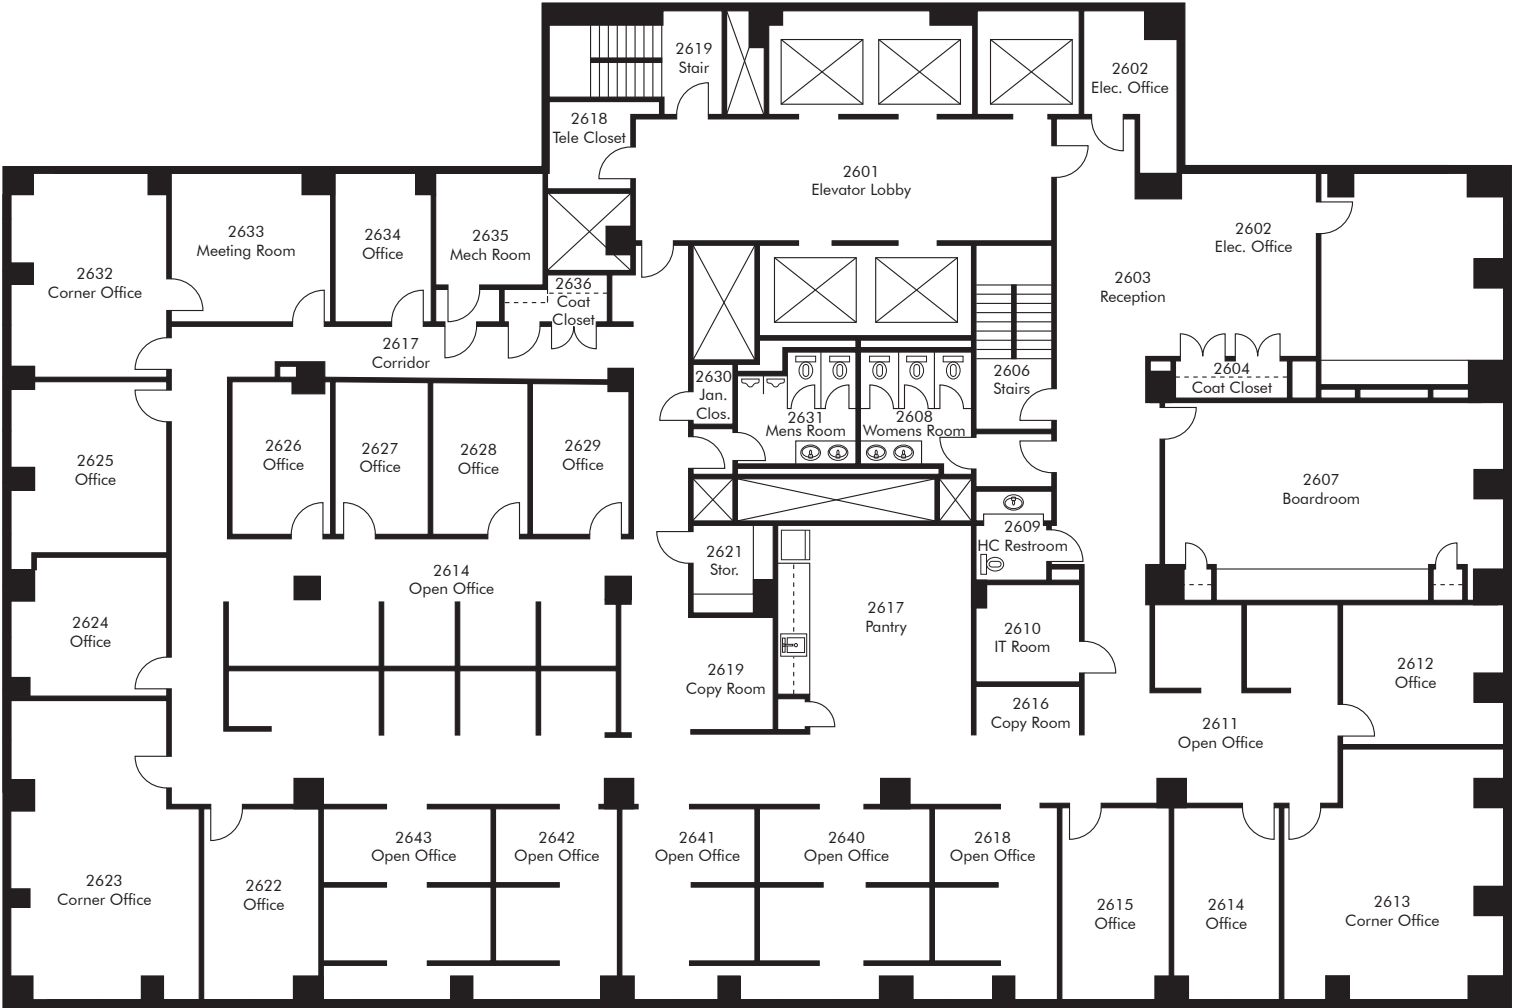 2619
Stair
2602
Elec. Office
2618
Tele Closet
2601
Elevator Lobby
2632
Corner Office
2633
Meeting Room
2634
Office
2635
Mech Room
2636
Coat
Closet
2602
Elec. Office
2603
Reception
2617
Corridor
2630
Jan.
Clos.
2631
Mens Room
2608
Womens Room
2606
Stairs
2604
Coat Closet
2625
Office
2626
Office
2627
Office
2628
Office
2629
Office
2607
Boardroom
2609
HC Restroom
2621
Stor.
2614
Open Office
2624
Office
2617
Pantry
2610
IT Room
2612
Office
2619
Copy Room
2616
Copy Room
2611
Open Office
2643
Open Office
2642
Open Office
2641
Open Office
2640
Open Office
2618
Open Office
2623
Corner Office
2622
Office
2615
Office
2614
Office
2613
Corner Office